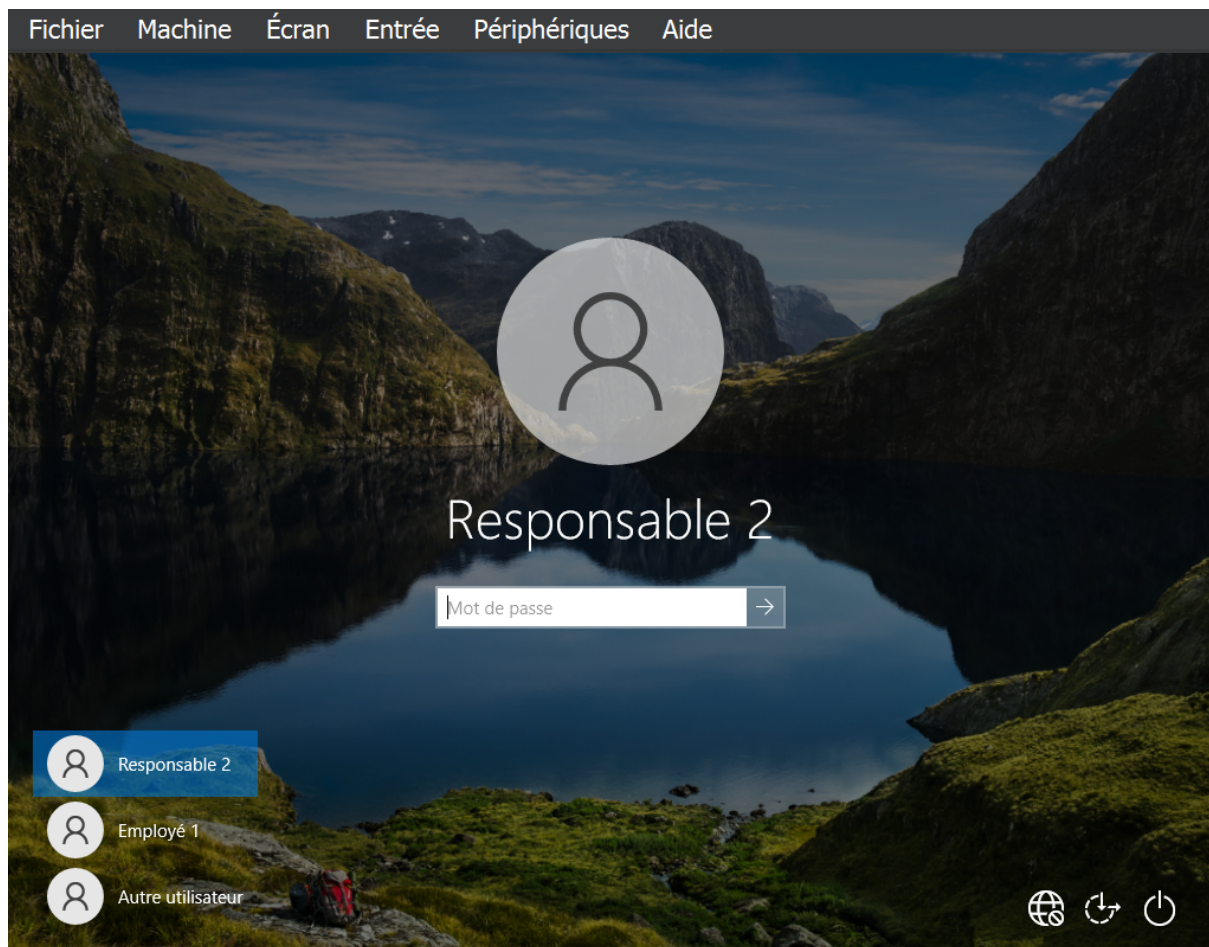 Fichier Machine Écran Entrée Périphériques Aide
Responsable 2
Mot de passe
Responsable 2
Employé 1
Autre utilisateur